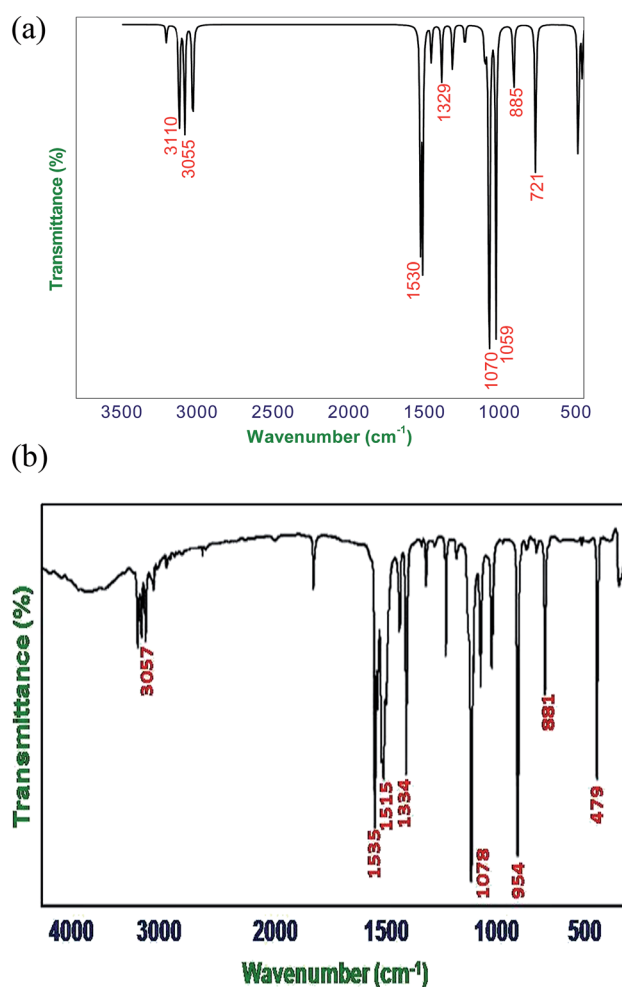 (a)
Transmittance (%)
3110
3055
1530
1329
1070
1059
885
721
3500 3000 2500 2000 1500 1000 500
Wavenumber (cm⁻¹)
(b)
Transmittance (%)
3057
1535
1515
1334
1078
954
881
479
4000 3000 2000 1500 1000 500
Wavenumber (cm⁻¹)